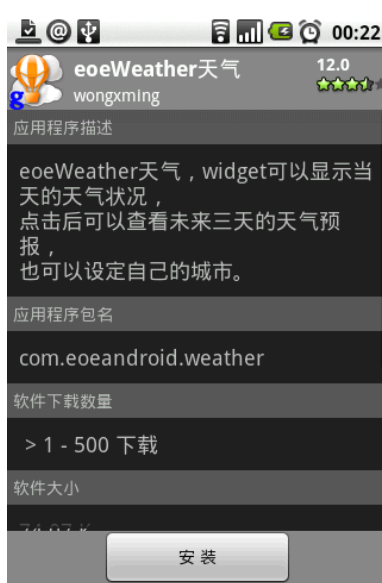 00:22
eoeWeather天气
12.0
wongxming
g
应用程序描述
eoeWeather天气，widget可以显示当
天的天气状况，
点击后可以查看未来三天的天气预
报，
也可以设定自己的城市。
应用程序包名
com.eoeandroid.weather
软件下载数量
> 1 - 500 下载
软件大小
安装